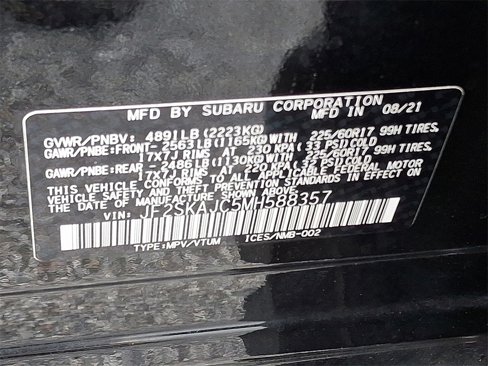 MFD BY SUBARU CORPORATION
MFD IN 08/21
GVWR/PNBV: 4891LB(2223KG)
GAWR/PNBE:FRONT-2563LB(1165KG)WITH 225/60R17 99H TIRES,
17X7J RIMS AT 230 KPA(33 PSI)COLD
GAWR/PNBE:REAR -2486LB(1130KG)WITH 225/60R17 99H TIRES,
17X7J RIMS AT 220 KPA(32 PSI)COLD
THIS VEHICLE CONFORMS TO ALL APPLICABLE FEDERAL MOTOR
VEHICLE SAFETY AND THEFT PREVENTION STANDARDS IN EFFECT ON
THE DATE OF MANUFACTURE SHOWN ABOVE.
VIN: JF2SKAJC5MH588357
TYPE:MPV/VTUM ICES/NMB-002